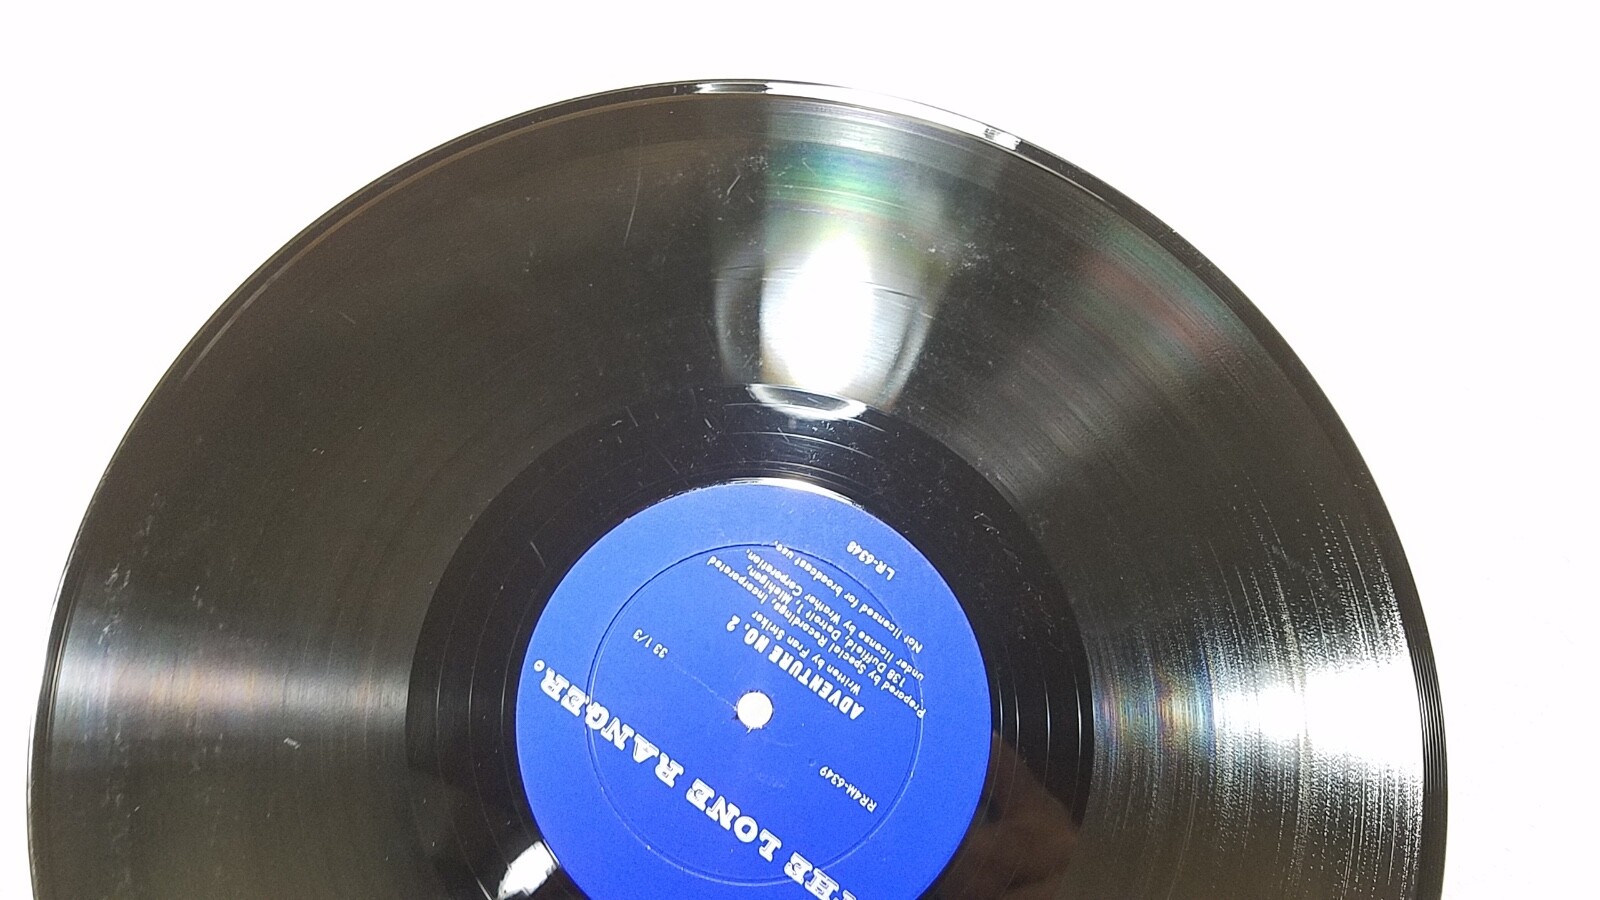 THE LONE RANGER
RR4M-6349
33 1/3
ADVENTURE NO. 2
Written by Fran Striker
Prepared by Special Recordings, Incorporated
138 Duffield, Detroit 1, Michigan,
under license by Wrather Corporation.
Not licensed for broadcast use.
LR-6348